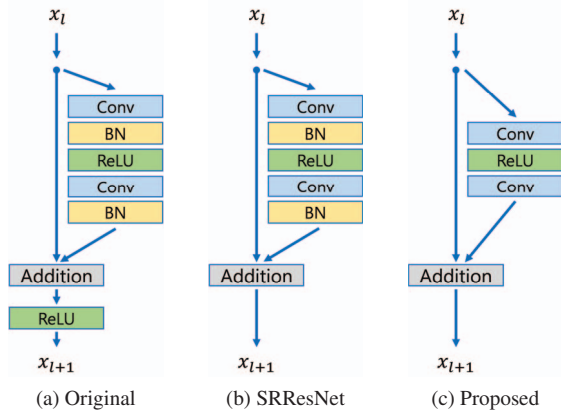 x_l
Conv
BN
ReLU
Conv
BN
Addition
ReLU
x_{l+1}
(a) Original
x_l
Conv
BN
ReLU
Conv
BN
Addition
x_{l+1}
(b) SRResNet
x_l
Conv
ReLU
Conv
Addition
x_{l+1}
(c) Proposed